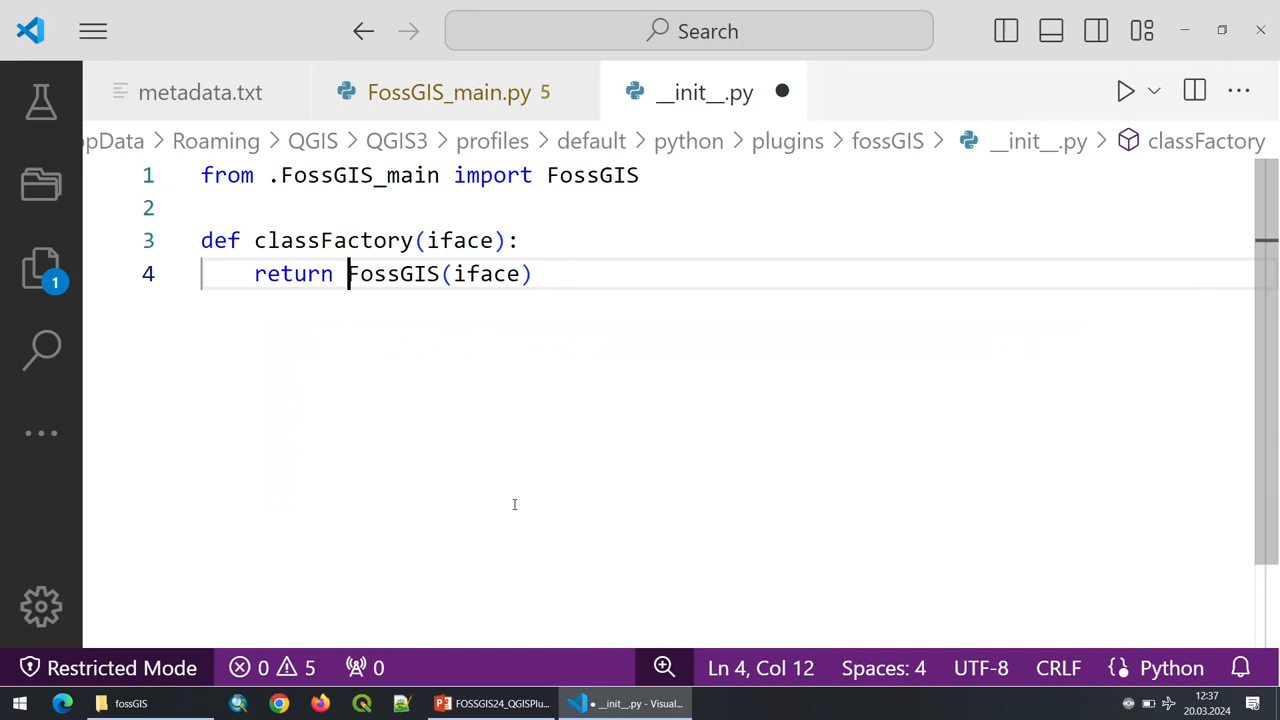 Search
metadata.txt
FossGIS_main.py 5
__init__.py
ppData > Roaming > QGIS > QGIS3 > profiles > default > python > plugins > fossGIS > __init__.py > classFactory
1 from .FossGIS_main import FossGIS
2
3 def classFactory(iface):
4 return FossGIS(iface)
1
Restricted Mode 0 5 0 Ln 4, Col 12 Spaces: 4 UTF-8 CRLF Python
fossGIS
FOSSGIS24_QGISPlu...
● __init__.py - Visual...
12:37
20.03.2024